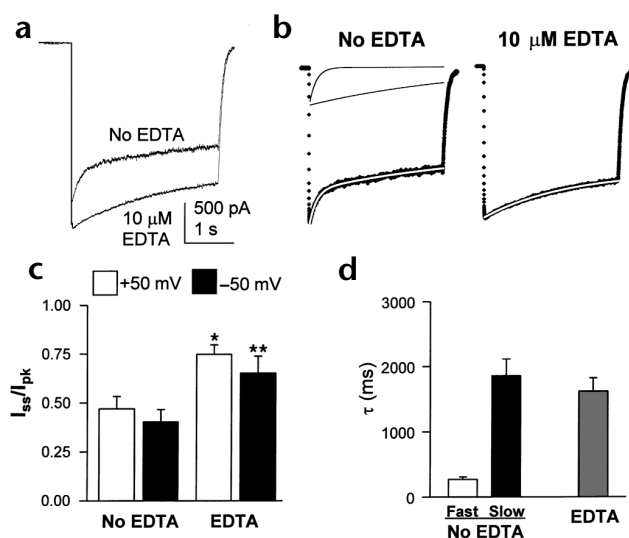 a
No EDTA
10 μM
EDTA
500 pA
1 s
b
No EDTA
10 μM EDTA
c
+50 mV
−50 mV
Iss/Ipk
1.00
0.75
0.50
0.25
0.00
*
**
No EDTA
EDTA
d
τ (ms)
3000
2000
1000
0
Fast Slow
No EDTA
EDTA